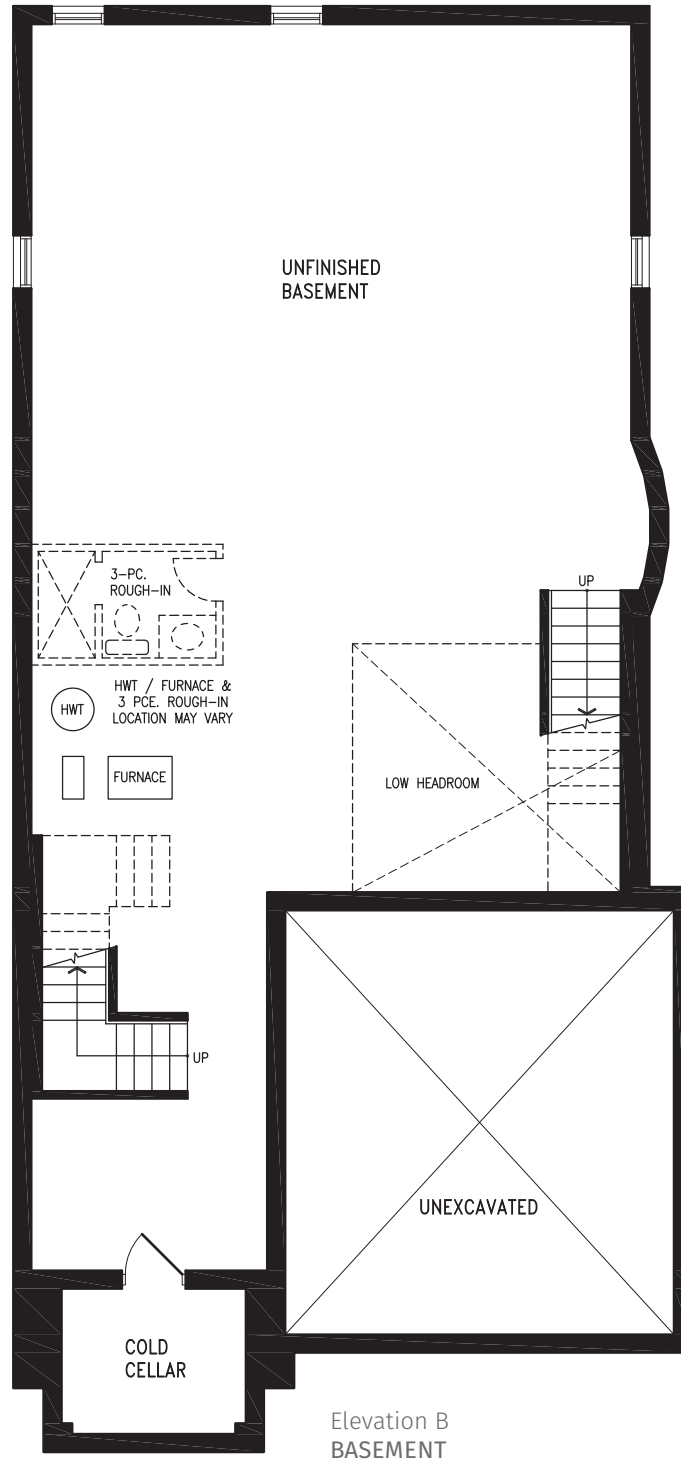 UNFINISHED
BASEMENT
3-PC.
ROUGH-IN
UP
HWT
HWT / FURNACE &
3 PCE. ROUGH-IN
LOCATION MAY VARY
FURNACE
LOW HEADROOM
UP
UNEXCAVATED
COLD
CELLAR
Elevation B
BASEMENT